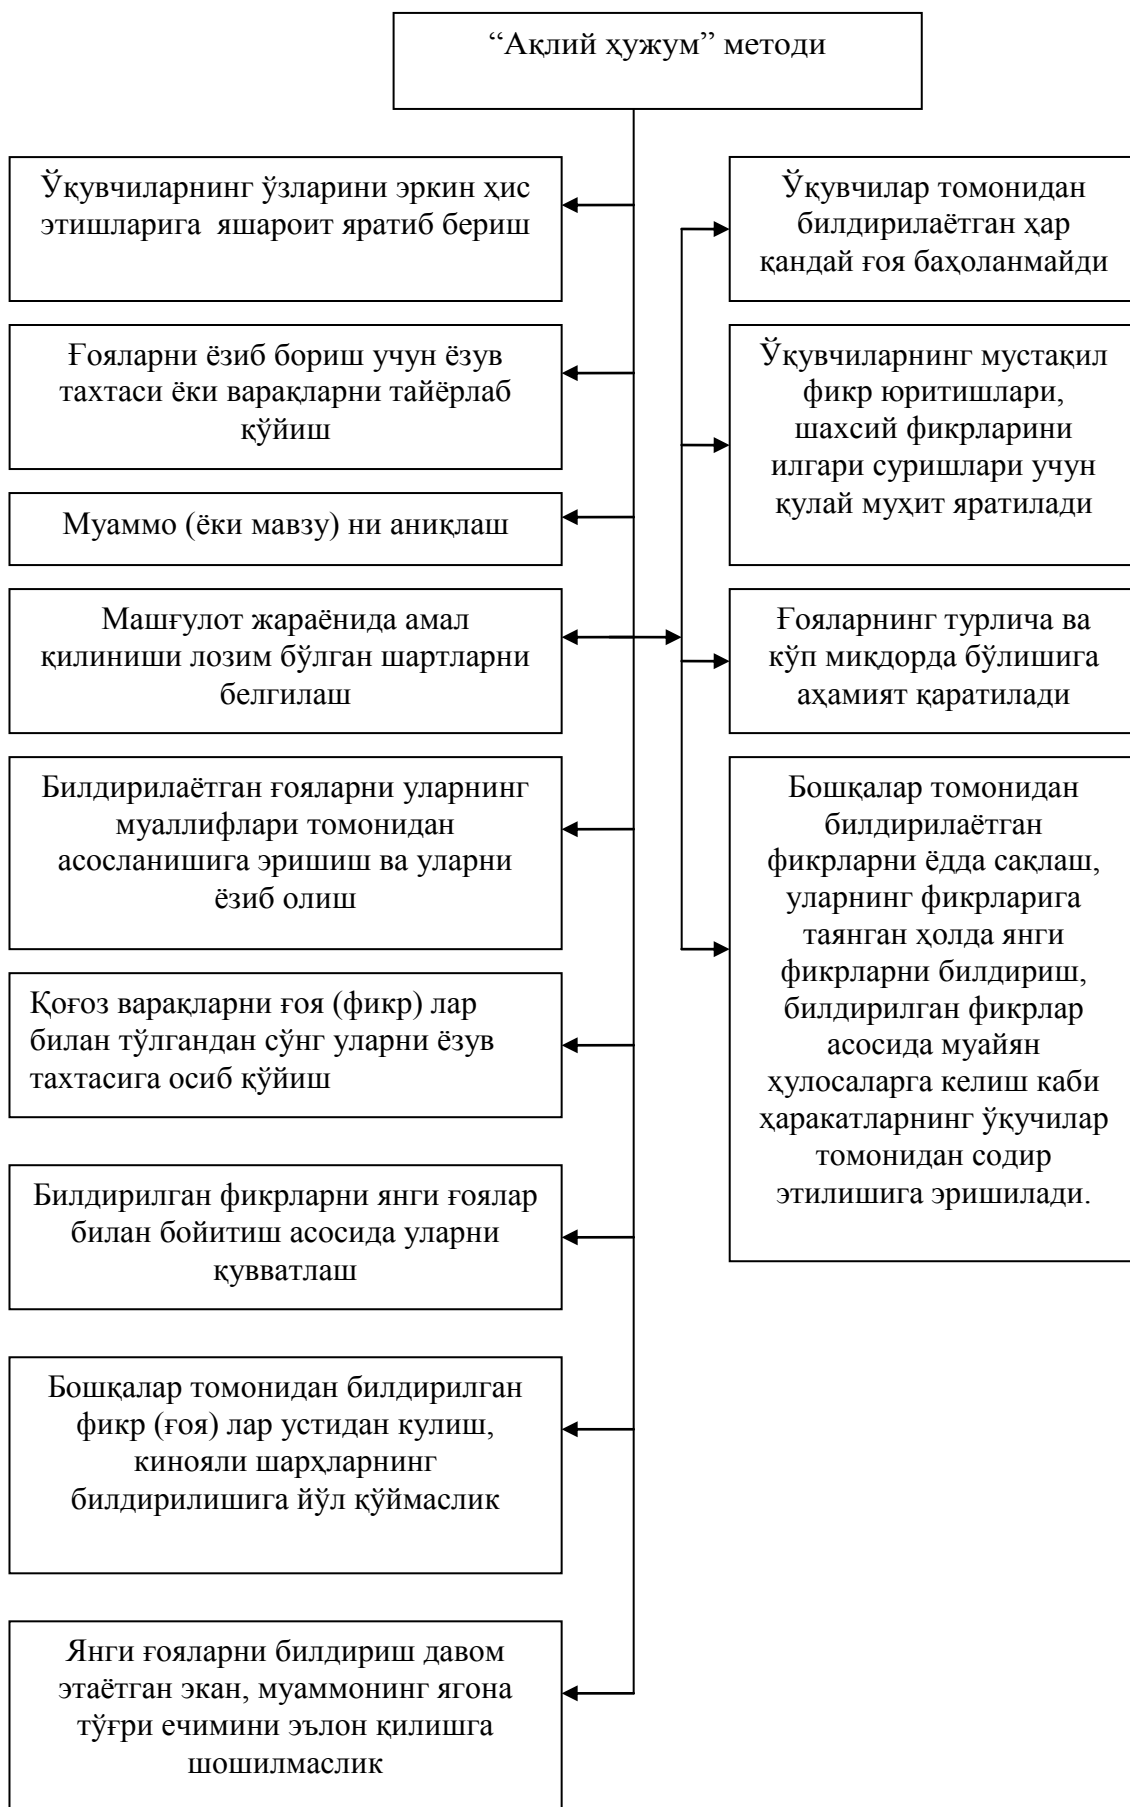 “Ақлий ҳужум” методи
Ўқувчиларнинг ўзларини эркин ҳис
этишларига яшароит яратиб бериш
Ғояларни ёзиб бориш учун ёзув
тахтаси ёки варақларни тайёрлаб
қўйиш
Муаммо (ёки мавзу) ни аниқлаш
Машғулот жараёнида амал
қилиниши лозим бўлган шартларни
белгилаш
Билдирилаётган ғояларни уларнинг
муаллифлари томонидан
асосланишига эришиш ва уларни
ёзиб олиш
Қоғоз варақларни ғоя (фикр) лар
билан тўлгандан сўнг уларни ёзув
тахтасига осиб қўйиш
Билдирилган фикрларни янги ғоялар
билан бойитиш асосида уларни
қувватлаш
Бошқалар томонидан билдирилган
фикр (ғоя) лар устидан кулиш,
кинояли шарҳларнинг
билдирилишига йўл қўймаслик
Янги ғояларни билдириш давом
этаётган экан, муаммонинг ягона
тўғри ечимини эълон қилишга
шошилмаслик
Ўқувчилар томонидан
билдирилаётган ҳар
қандай ғоя баҳоланмайди
Ўқувчиларнинг мустақил
фикр юритишлари,
шахсий фикрларини
илгари суришлари учун
қулай муҳит яратилади
Ғояларнинг турлича ва
кўп миқдорда бўлишига
аҳамият қаратилади
Бошқалар томонидан
билдирилаётган
фикрларни ёдда сақлаш,
уларнинг фикрларига
таянган ҳолда янги
фикрларни билдириш,
билдирилган фикрлар
асосида муайян
ҳулосаларга келиш каби
ҳаракатларнинг ўқучилар
томонидан содир
этилишига эришилади.